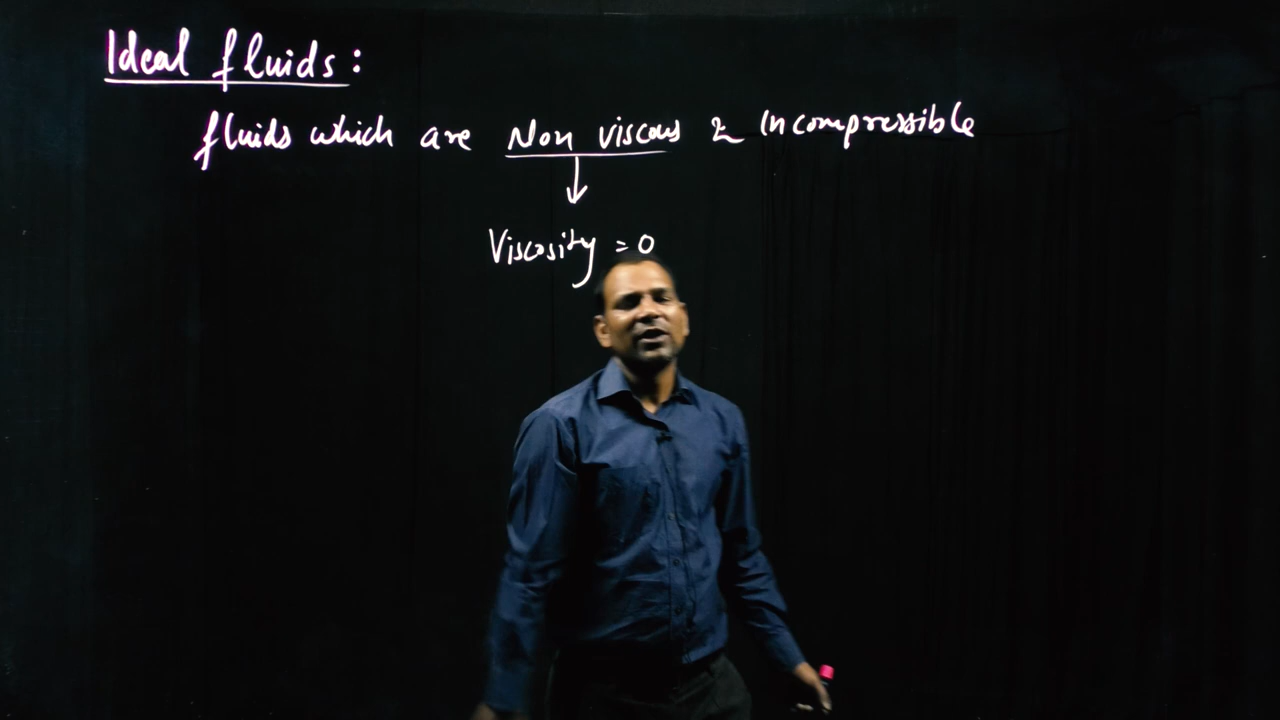 Ideal fluids:
fluids which are Non viscous & Incompressible
Viscosity = 0